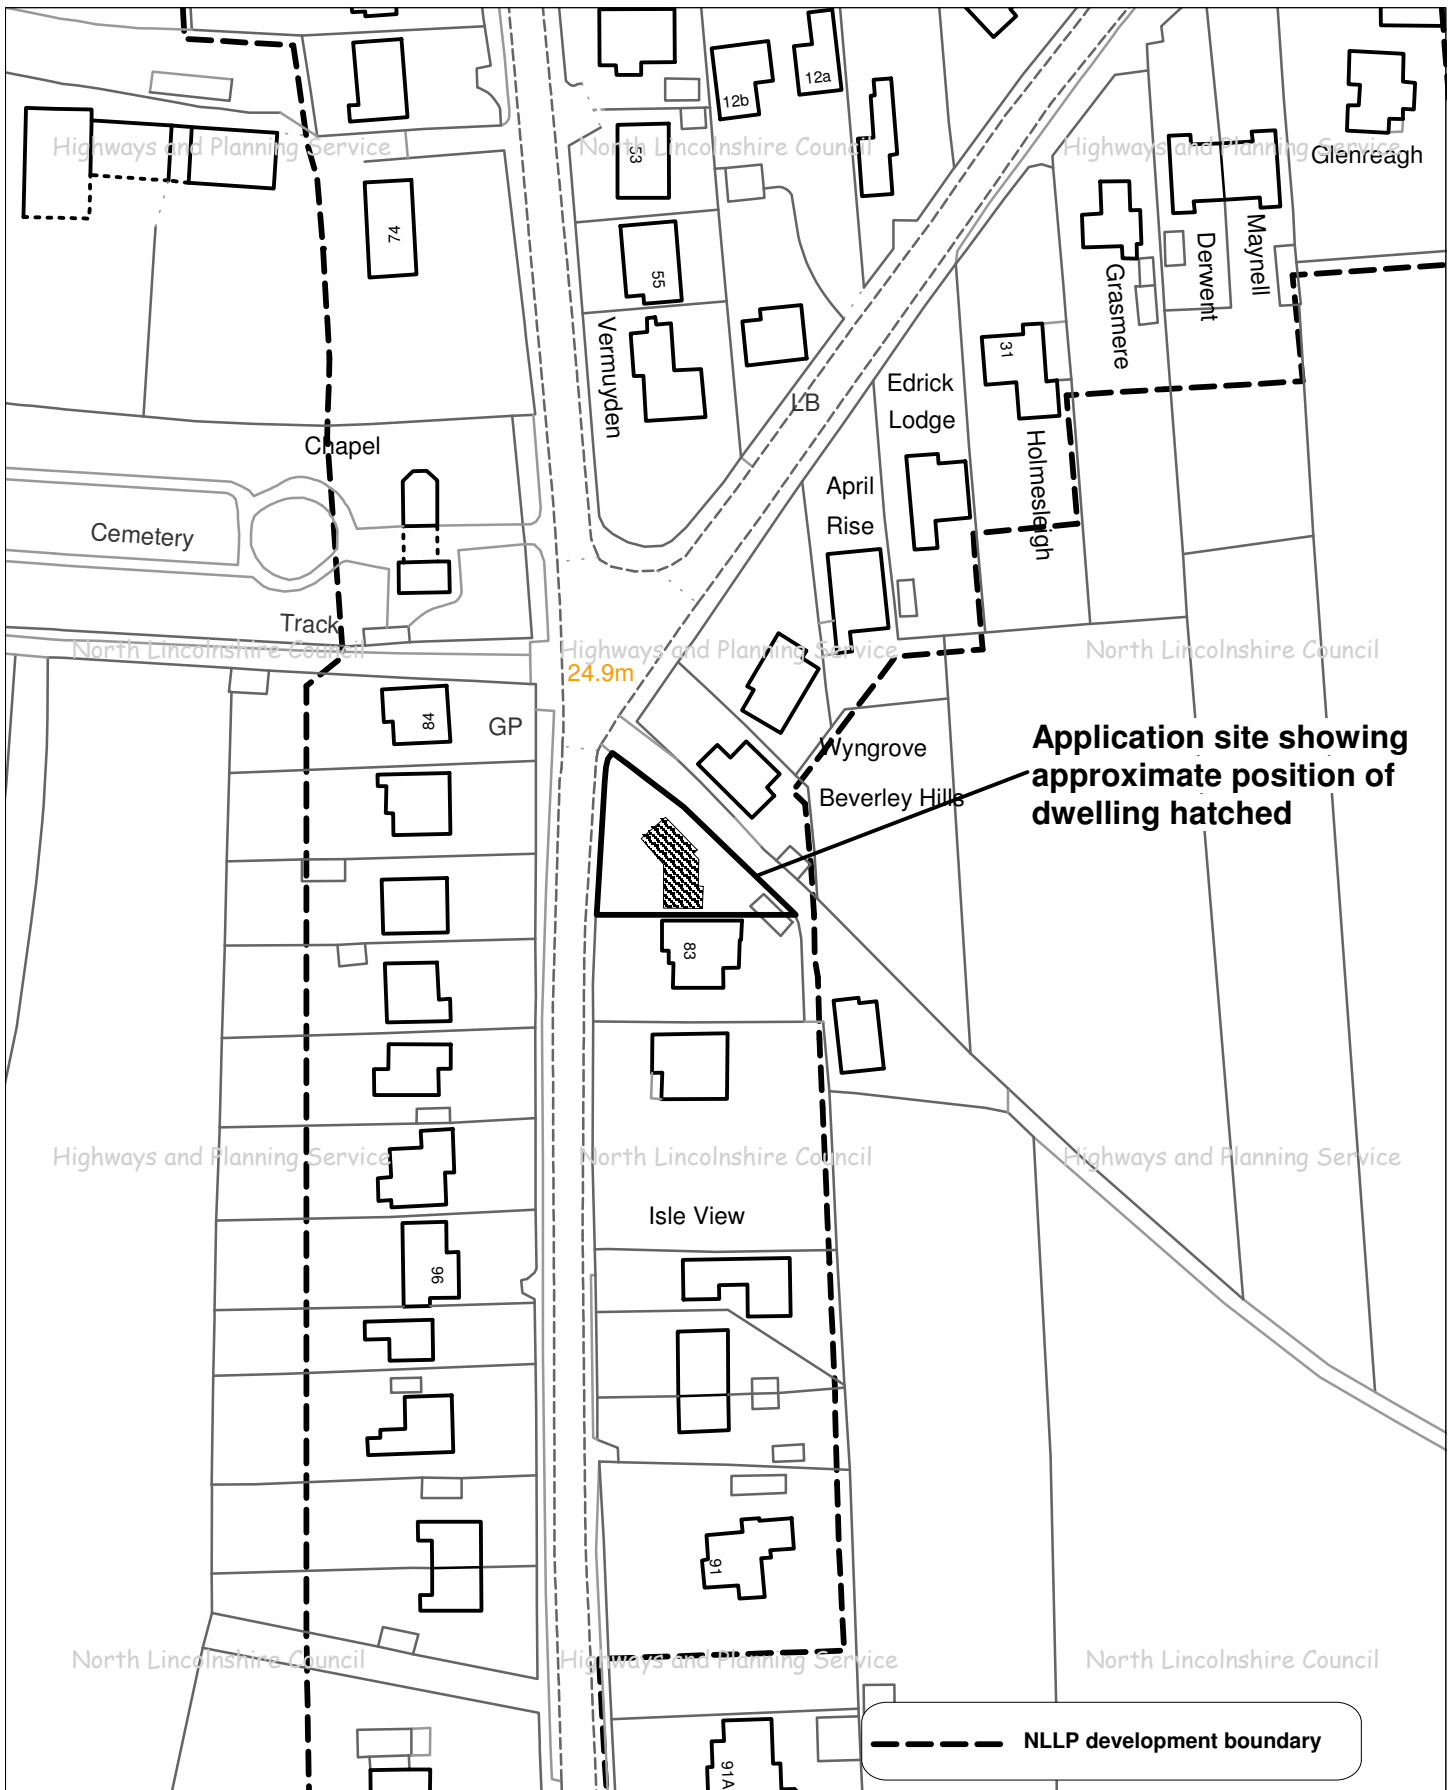 12a
12b
Highways and Planning Service
North Lincolnshire Council
Highways and Planning Service
53
Glenreagh
74
55
Maynell
Derwent
Grasmere
Vermuyden
31
Edrick
Lodge
LB
Chapel
Holmesleigh
April
Rise
Cemetery
Track
North Lincolnshire Council
Highways and Planning Service
North Lincolnshire Council
24.9m
84
GP
Wyngrove
Beverley Hills
Application site showing
approximate position of
dwelling hatched
83
Highways and Planning Service
North Lincolnshire Council
Highways and Planning Service
Isle View
96
91
North Lincolnshire Council
Highways and Planning Service
North Lincolnshire Council
NLLP development boundary
91A